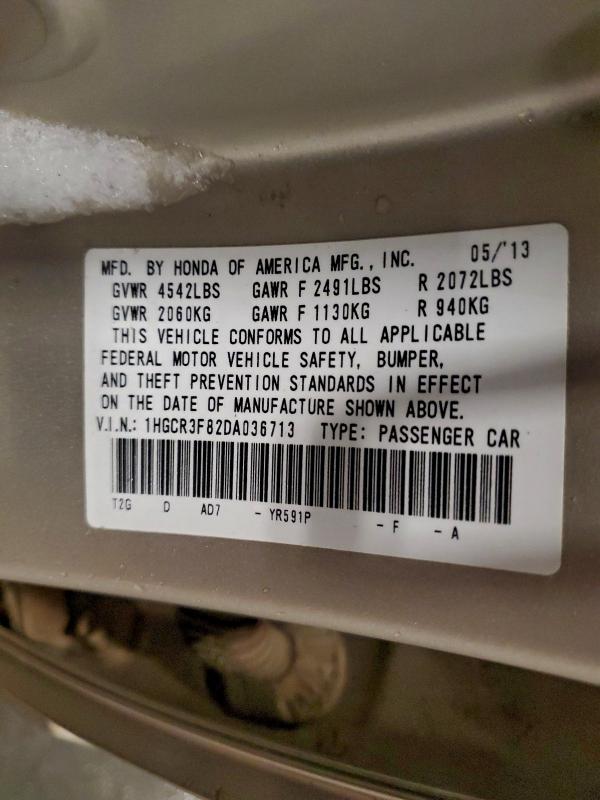 MFD. BY HONDA OF AMERICA MFG., INC. 05/'13
GVWR 4542LBS GAWR F 2491LBS R 2072LBS
GVWR 2060KG GAWR F 1130KG R 940KG
THIS VEHICLE CONFORMS TO ALL APPLICABLE
FEDERAL MOTOR VEHICLE SAFETY, BUMPER,
AND THEFT PREVENTION STANDARDS IN EFFECT
ON THE DATE OF MANUFACTURE SHOWN ABOVE.
V.I.N.: 1HGCR3F82DA036713 TYPE: PASSENGER CAR
T2G D AD7 - YR591P - F - A